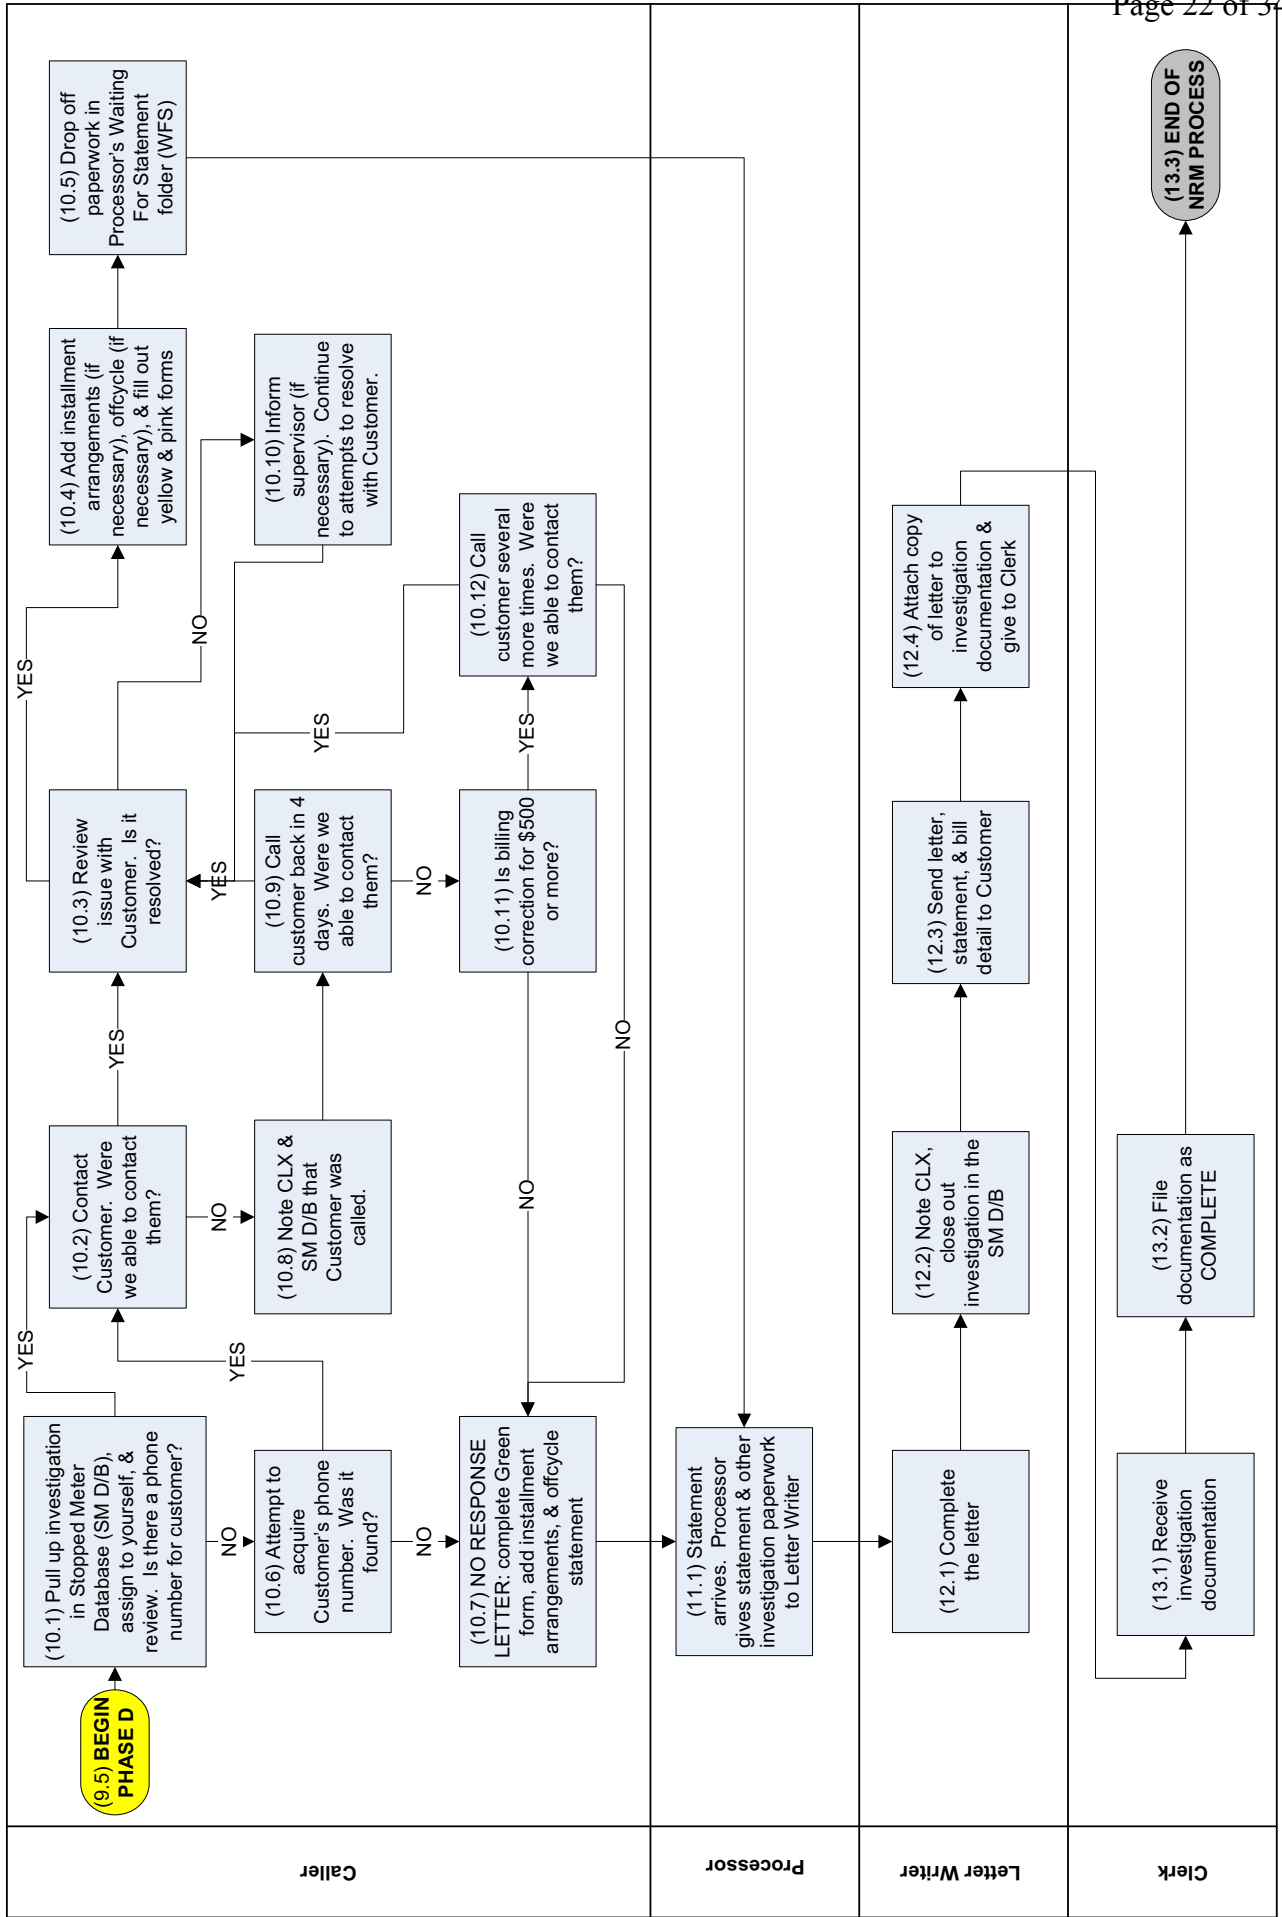 Page 22 of 34
Caller
(9.5) BEGIN
PHASE D
(10.1) Pull up investigation
in Stopped Meter
Database (SM D/B),
assign to yourself, &
review. Is there a phone
number for customer?
YES
NO
(10.2) Contact
Customer. Were
we able to contact
them?
YES
NO
(10.3) Review
issue with
Customer. Is it
resolved?
YES
NO
(10.4) Add installment
arrangements (if
necessary), offcycle (if
necessary), & fill out
yellow & pink forms
(10.5) Drop off
paperwork in
Processor's Waiting
For Statement
folder (WFS)
(10.6) Attempt to
acquire
Customer's phone
number. Was it
found?
YES
NO
(10.8) Note CLX &
SM D/B that
Customer was
called.
(10.9) Call
customer back in 4
days. Were we
able to contact
them?
YES
NO
(10.10) Inform
supervisor (if
necessary). Continue
to attempts to resolve
with Customer.
(10.7) NO RESPONSE
LETTER: complete Green
form, add installment
arrangements, & offcycle
statement
NO
(10.11) Is billing
correction for $500
or more?
YES
(10.12) Call
customer several
more times. Were
we able to contact
them?
YES
NO
Processor
(11.1) Statement
arrives. Processor
gives statement & other
investigation paperwork
to Letter Writer
Letter Writer
(12.1) Complete
the letter
(12.2) Note CLX,
close out
investigation in the
SM D/B
(12.3) Send letter,
statement, & bill
detail to Customer
(12.4) Attach copy
of letter to
investigation
documentation &
give to Clerk
Clerk
(13.1) Receive
investigation
documentation
(13.2) File
documentation as
COMPLETE
(13.3) END OF
NRM PROCESS